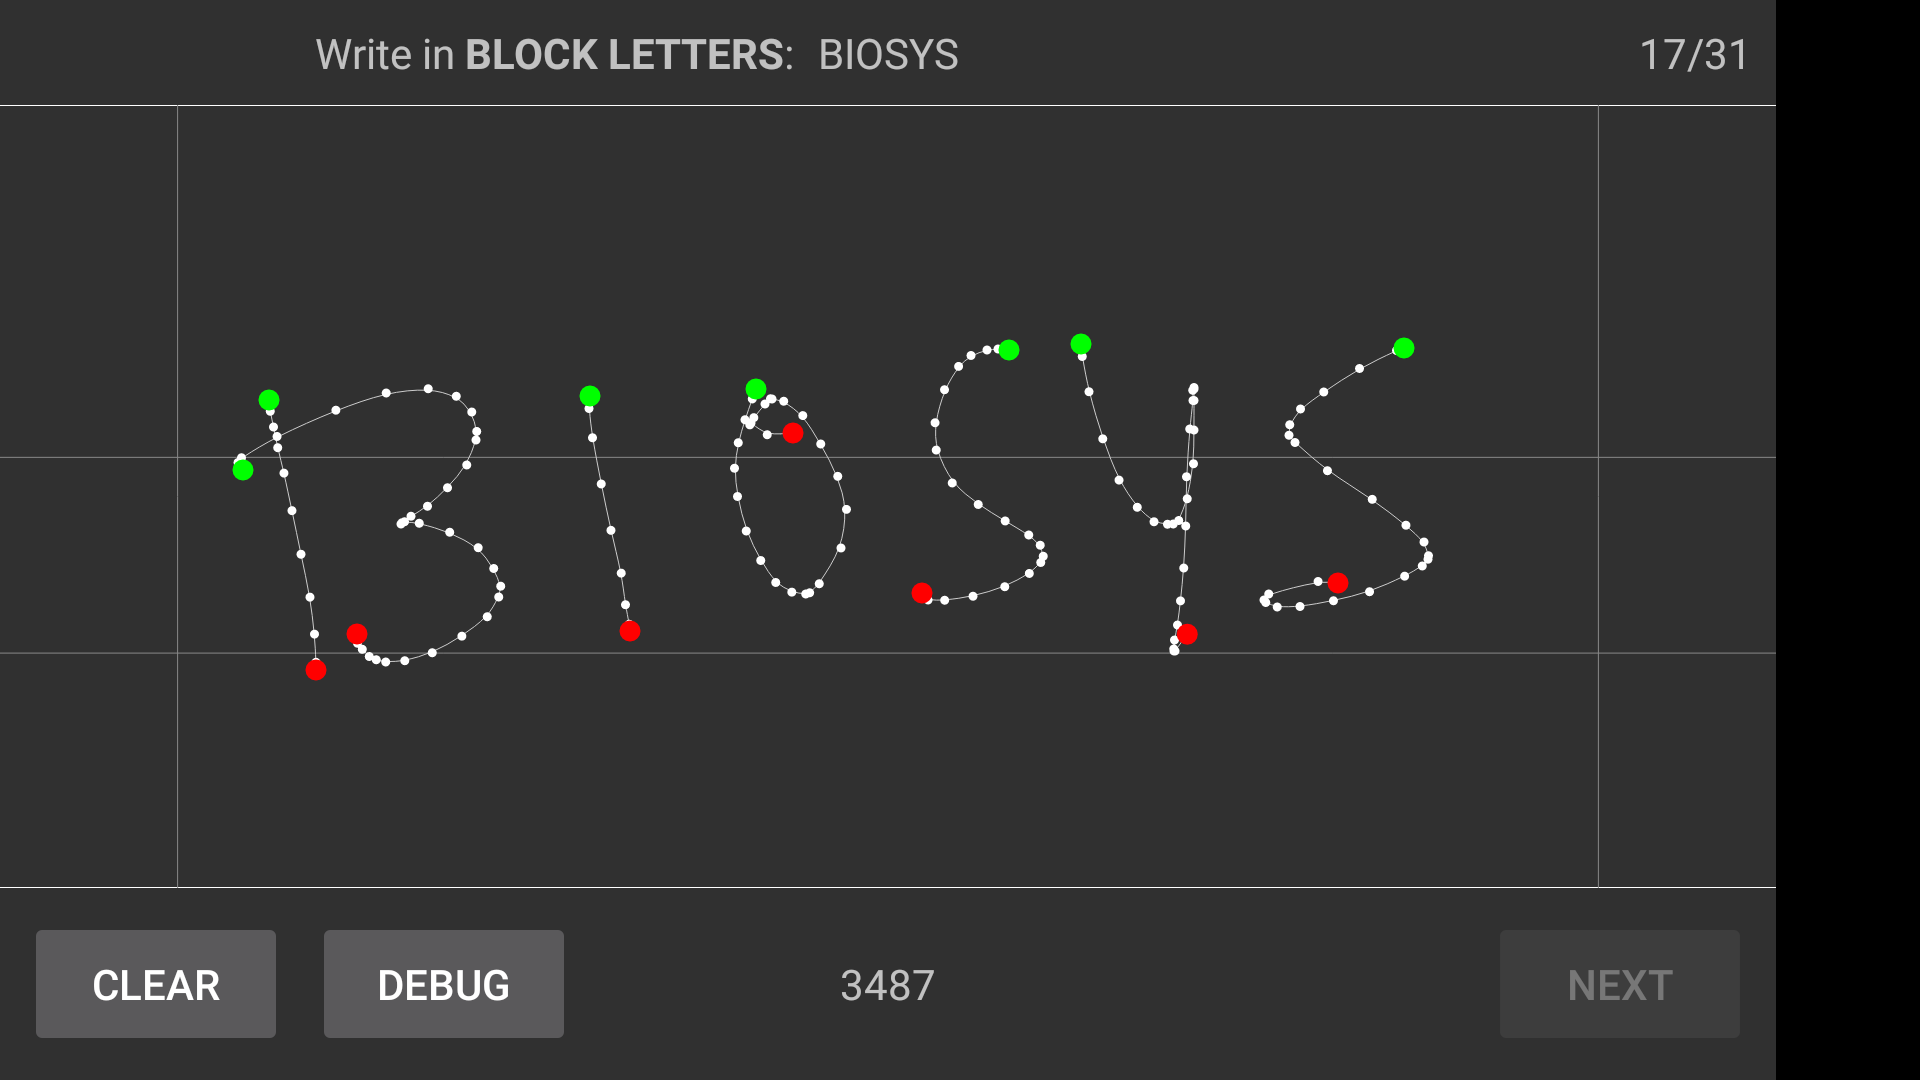 Write in BLOCK LETTERS: BIOSYS 17/31
BIOSYS
CLEAR DEBUG 3487 NEXT